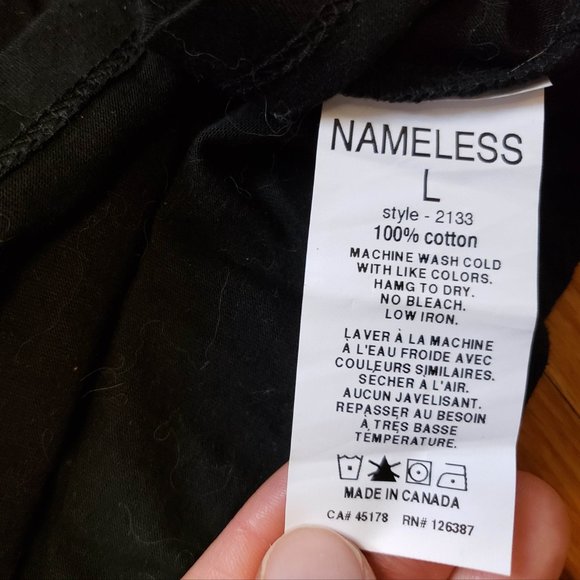 NAMELESS
L
style - 2133
100% cotton
MACHINE WASH COLD
WITH LIKE COLORS.
HAMG TO DRY.
NO BLEACH.
LOW IRON.
LAVER À LA MACHINE
À L'EAU FROIDE AVEC
COULEURS SIMILAIRES.
SÉCHER À L'AIR.
AUCUN JAVELISANT.
REPASSER AU BESOIN
À TRÈS BASSE
TEMPÉRATURE.
MADE IN CANADA
CA# 45178 RN# 126387